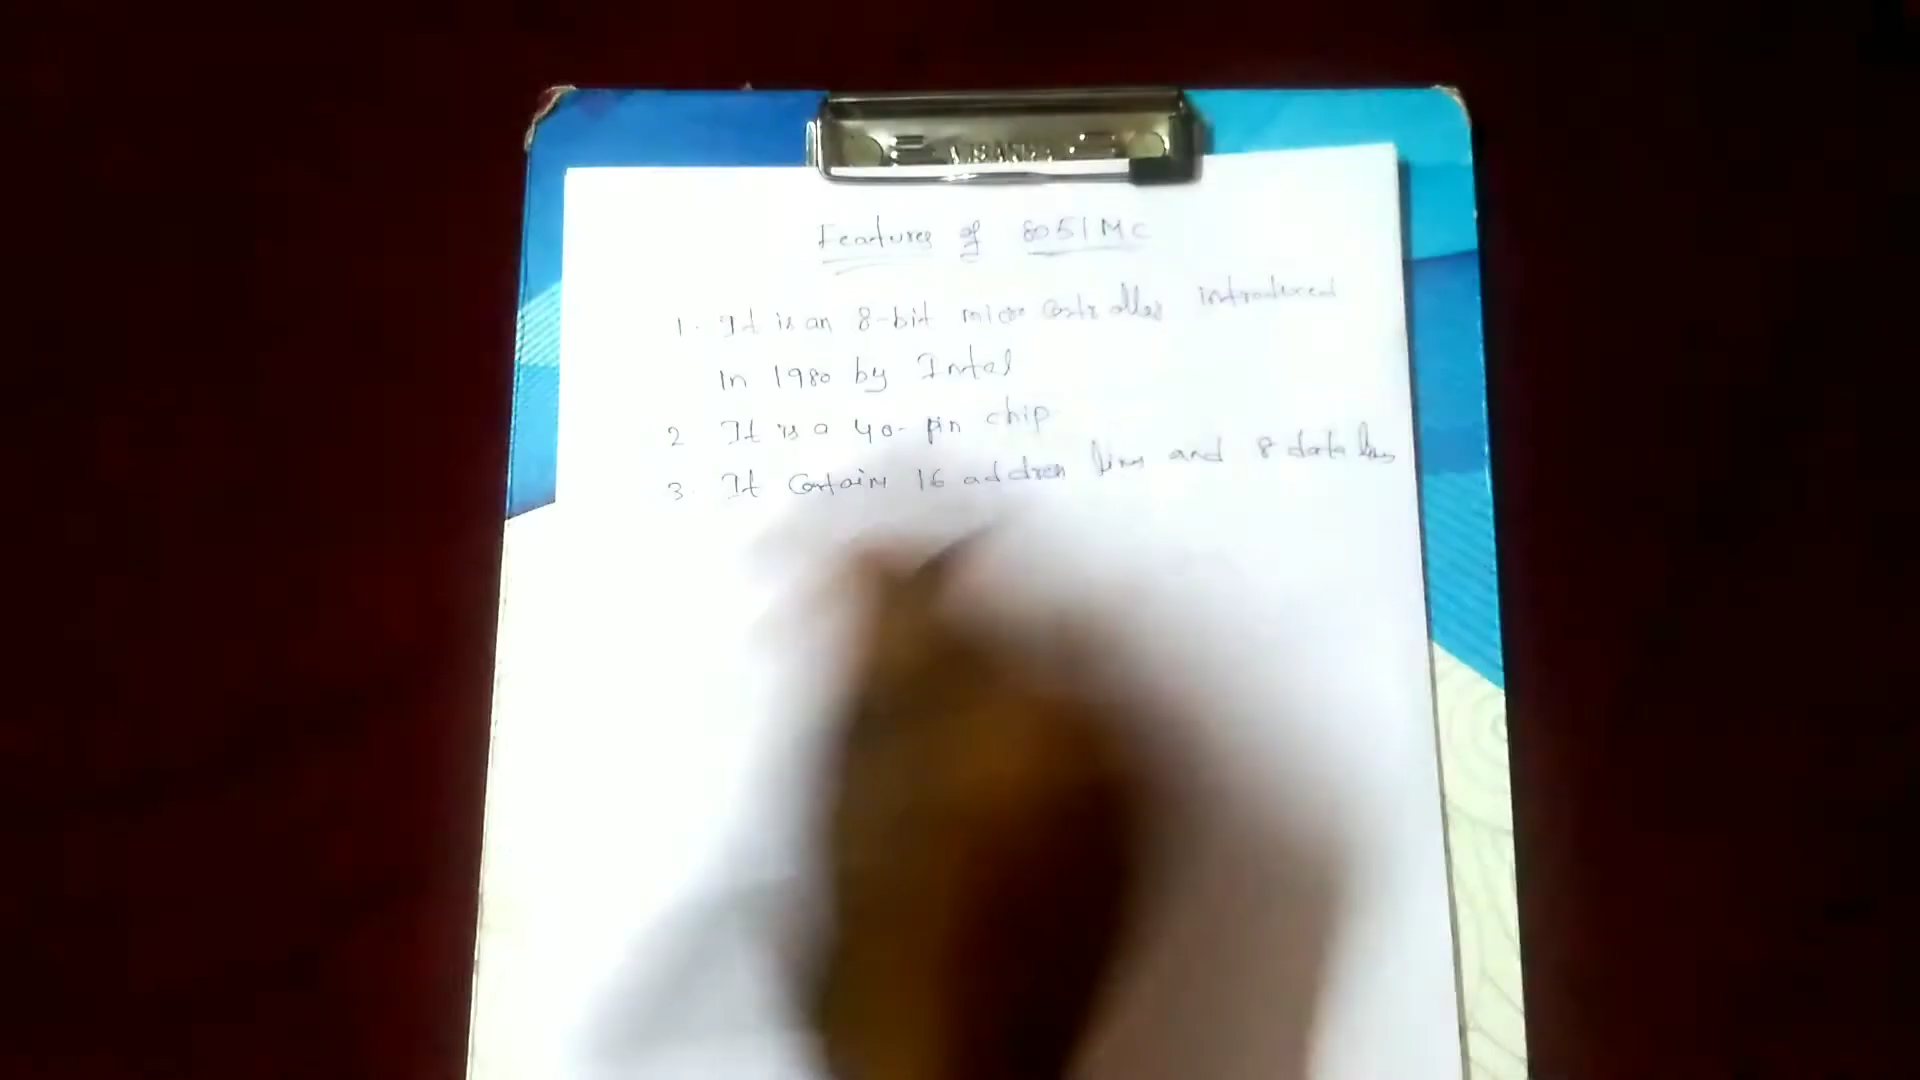 Features of 8051 MC
1. It is an 8-bit micro controller introduced
in 1980 by Intel
2 It is a 40-pin chip
3. It Contains 16 address lines and 8 data lines